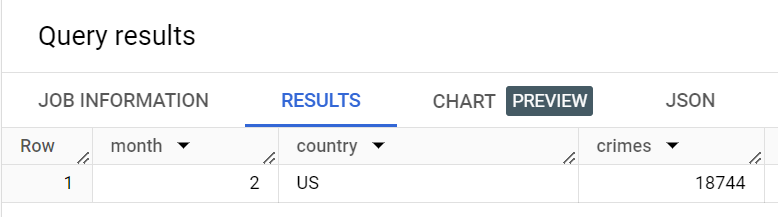 Query results
JOB INFORMATION RESULTS CHART PREVIEW JSON
Row month country crimes
1 2 US 18744